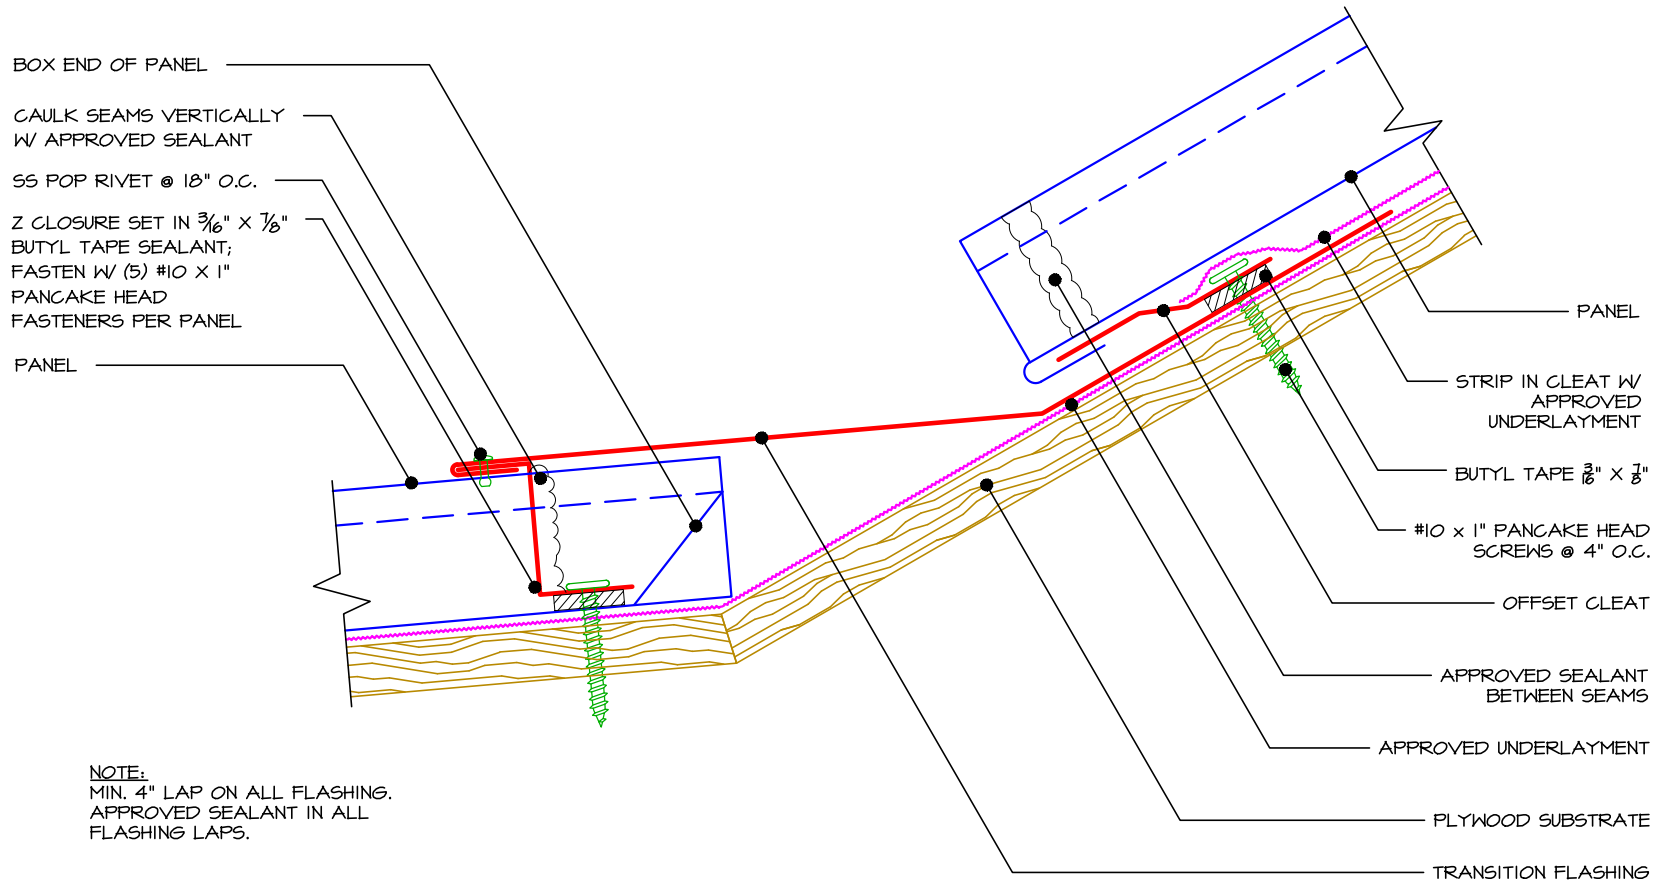 BOX END OF PANEL
CAULK SEAMS VERTICALLY
W/ APPROVED SEALANT
SS POP RIVET @ 18" O.C.
Z CLOSURE SET IN 3/16" X 7/8"
BUTYL TAPE SEALANT;
FASTEN W/ (5) #10 X 1"
PANCAKE HEAD
FASTENERS PER PANEL
PANEL
NOTE:
MIN. 4" LAP ON ALL FLASHING.
APPROVED SEALANT IN ALL
FLASHING LAPS.
PANEL
STRIP IN CLEAT W/
APPROVED
UNDERLAYMENT
BUTYL TAPE 3/16" X 7/8"
#10 X 1" PANCAKE HEAD
SCREWS @ 4" O.C.
OFFSET CLEAT
APPROVED SEALANT
BETWEEN SEAMS
APPROVED UNDERLAYMENT
PLYWOOD SUBSTRATE
TRANSITION FLASHING